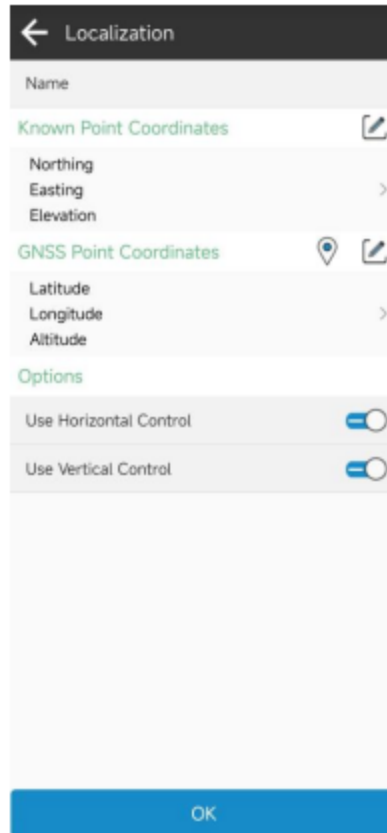 Localization
Name
Known Point Coordinates
Northing
Easting
Elevation
GNSS Point Coordinates
Latitude
Longitude
Altitude
Options
Use Horizontal Control
Use Vertical Control
OK